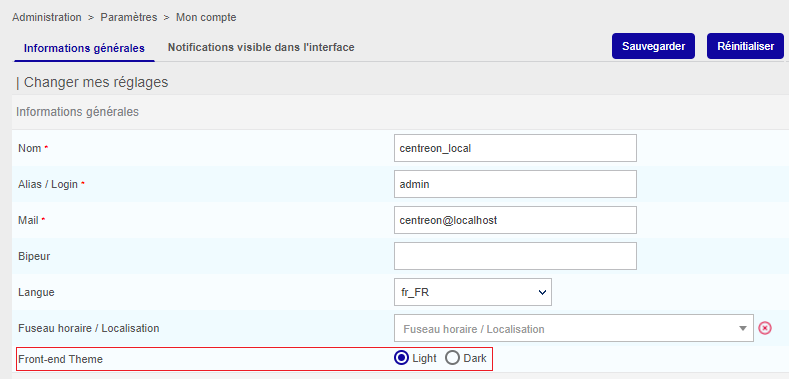 Administration > Paramètres > Mon compte
Informations générales Notifications visible dans l'interface Sauvegarder Réinitialiser
| Changer mes réglages
Informations générales
Nom * centreon_local
Alias / Login * admin
Mail * centreon@localhost
Bipeur
Langue fr_FR
Fuseau horaire / Localisation Fuseau horaire / Localisation
Front-end Theme Light Dark